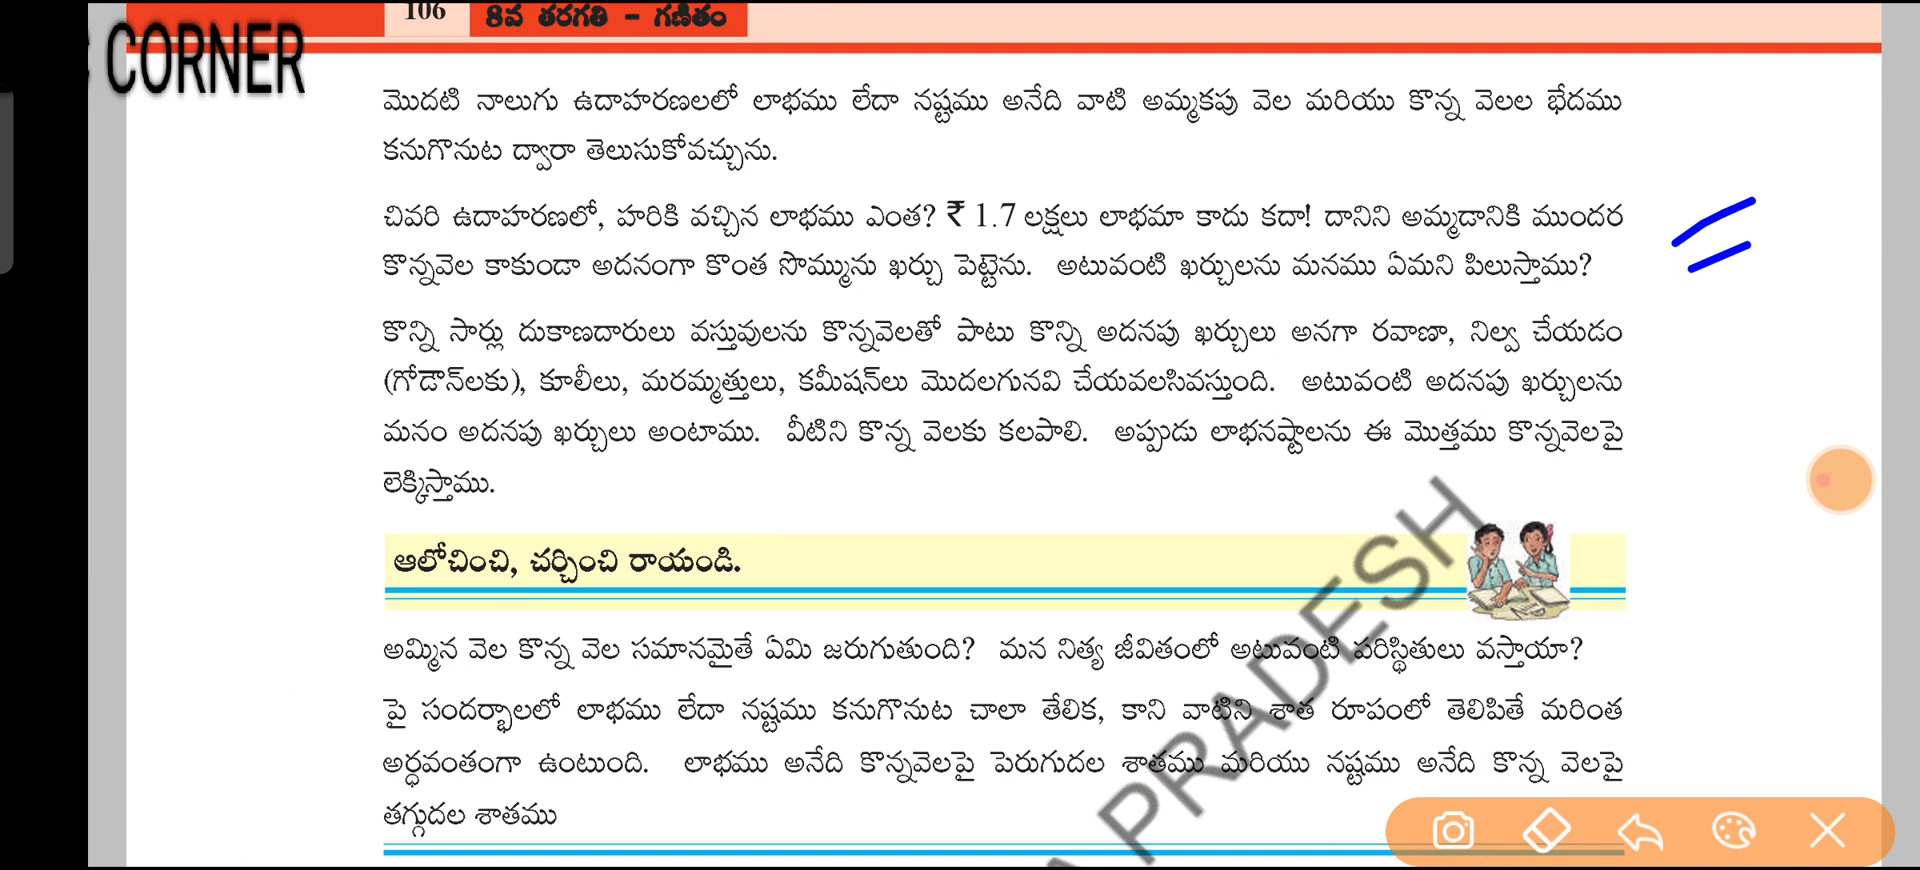 106 8వ తరగతి - గణితం
CORNER
మొదటి నాలుగు ఉదాహరణలలో లాభము లేదా నష్టము అనేది వాటి అమ్మకపు వెల మరియు కొన్న వెలల భేదము
కనుగొనుట ద్వారా తెలుసుకోవచ్చును.
చివరి ఉదాహరణలో, హరికి వచ్చిన లాభము ఎంత? ₹ 1.7 లక్షలు లాభమా కాదు కదా! దానిని అమ్మడానికి ముందర
కొన్నవెల కాకుండా అదనంగా కొంత సొమ్మును ఖర్చు పెట్టెను. అటువంటి ఖర్చులను మనము ఏమని పిలుస్తాము?
కొన్ని సార్లు దుకాణదారులు వస్తువులను కొన్నవెలతో పాటు కొన్ని అదనపు ఖర్చులు అనగా రవాణా, నిల్వ చేయడం
(గోడౌన్‌లకు), కూలీలు, మరమ్మత్తులు, కమీషన్‌లు మొదలగునవి చేయవలసివస్తుంది. అటువంటి అదనపు ఖర్చులను
మనం అదనపు ఖర్చులు అంటాము. వీటిని కొన్న వెలకు కలపాలి. అప్పుడు లాభనష్టాలను ఈ మొత్తము కొన్నవెలపై
లెక్కిస్తాము.
ఆలోచించి, చర్చించి రాయండి.
అమ్మిన వెల కొన్న వెల సమానమైతే ఏమి జరుగుతుంది? మన నిత్య జీవితంలో అటువంటి పరిస్థితులు వస్తాయా?
పై సందర్భాలలో లాభము లేదా నష్టము కనుగొనుట చాలా తేలిక, కాని వాటిని శాత రూపంలో తెలిపితే మరింత
అర్ధవంతంగా ఉంటుంది. లాభము అనేది కొన్నవెలపై పెరుగుదల శాతము మరియు నష్టము అనేది కొన్న వెలపై
తగ్గుదల శాతము
PRADESH